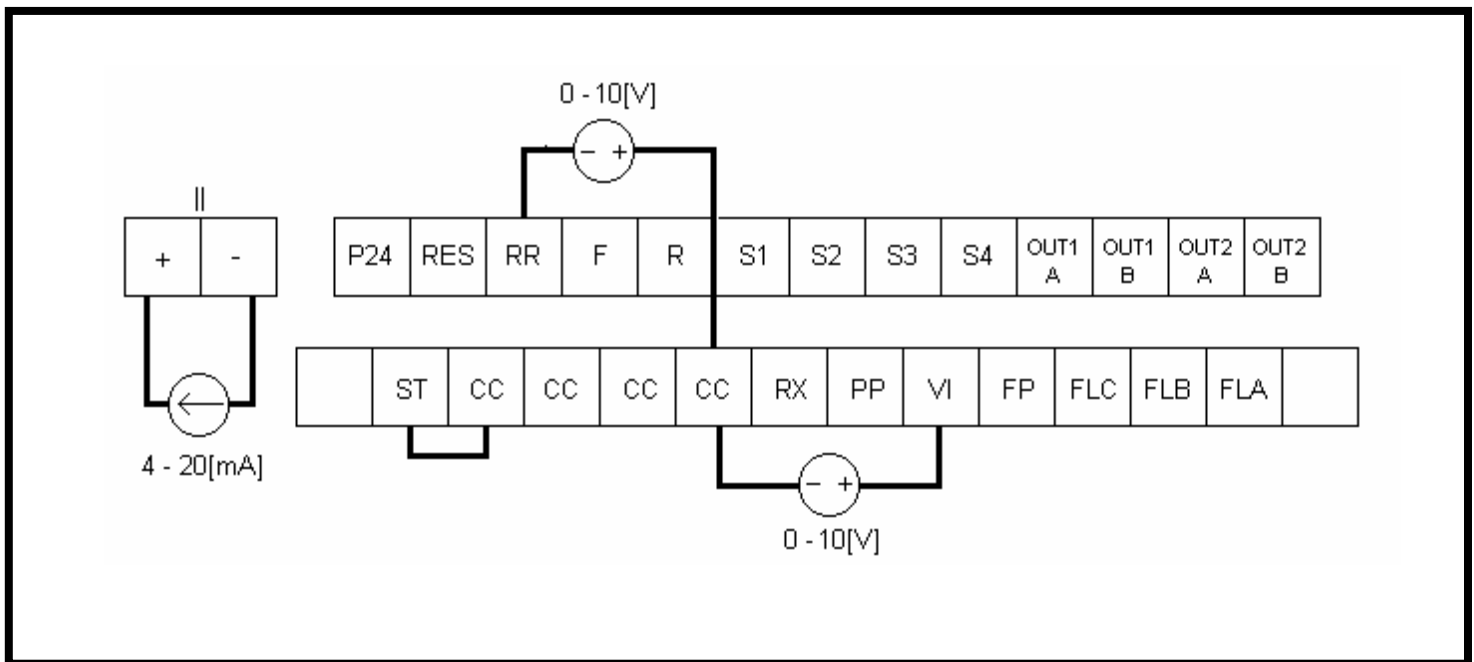 0 - 10[V]
- +
II
+ -
P24 RES RR F R S1 S2 S3 S4 OUT1 A OUT1 B OUT2 A OUT2 B
ST CC CC CC CC RX PP VI FP FLC FLB FLA
4 - 20[mA]
- +
0 - 10[V]